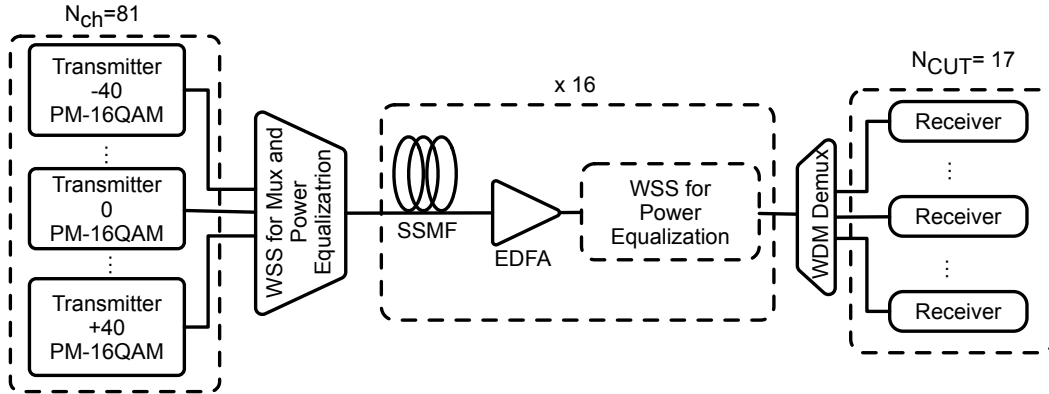 N_ch=81
Transmitter
-40
PM-16QAM
...
Transmitter
0
PM-16QAM
...
Transmitter
+40
PM-16QAM
WSS for Mux and
Power
Equalizatrion
x 16
SSMF
EDFA
WSS for
Power
Equalization
WDM Demux
N_CUT= 17
Receiver
...
Receiver
...
Receiver